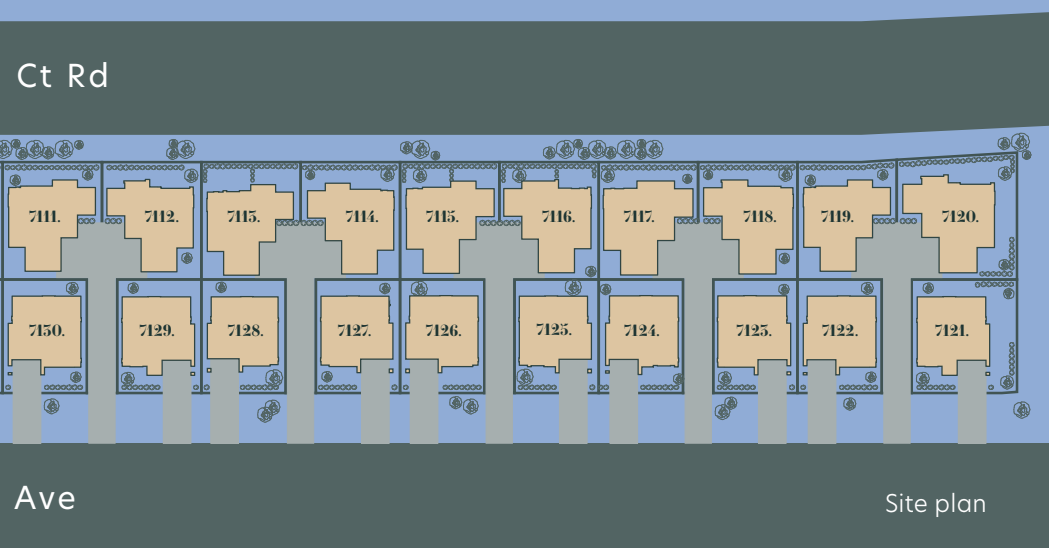 Ct Rd
7111. 7112. 7113. 7114. 7115. 7116. 7117. 7118. 7119. 7120.
7130. 7129. 7128. 7127. 7126. 7125. 7124. 7123. 7122. 7121.
Ave
Site plan